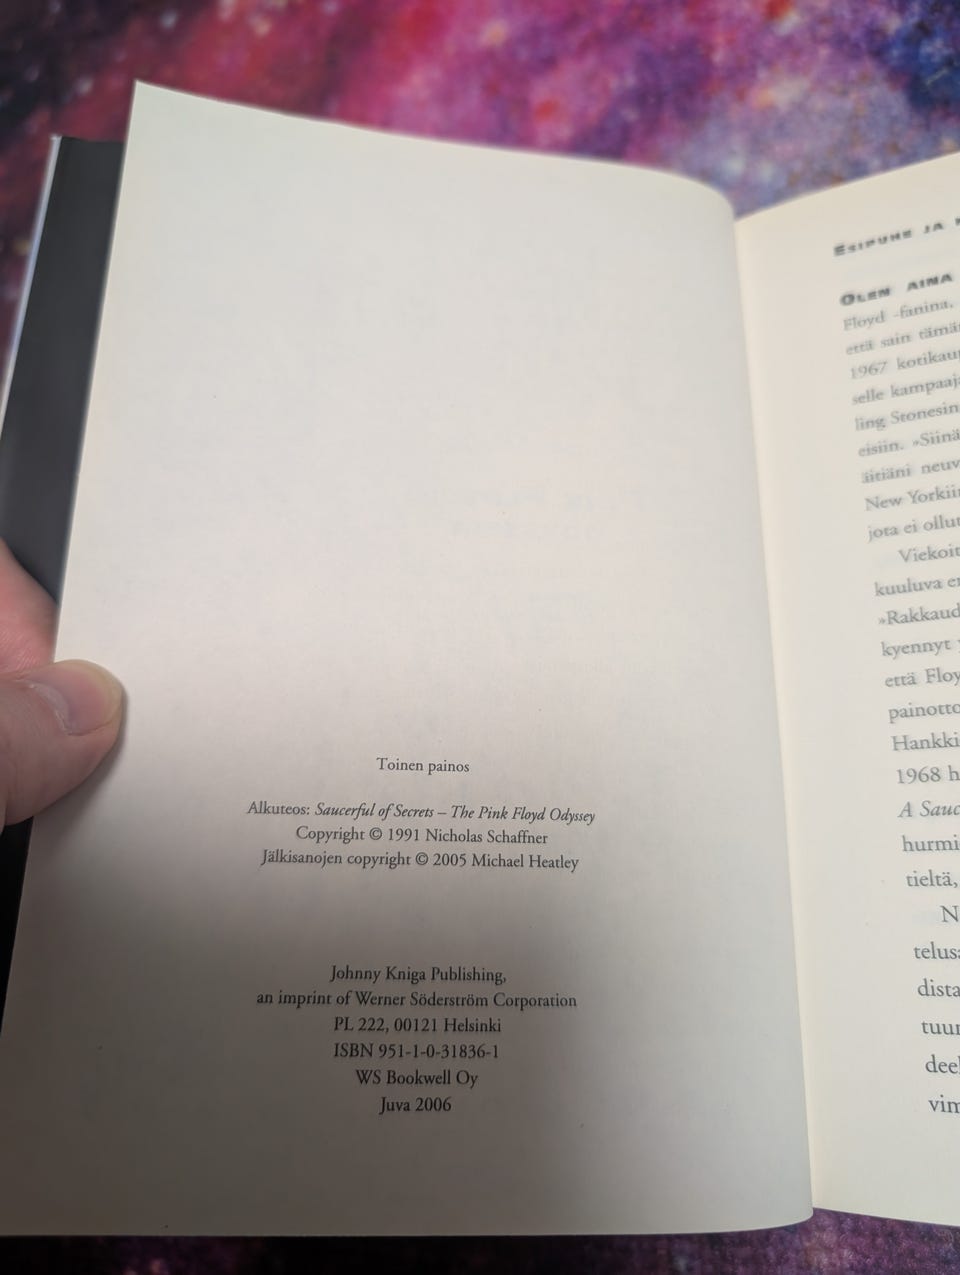 Toinen painos
Alkuteos: Saucerful of Secrets – The Pink Floyd Odyssey
Copyright © 1991 Nicholas Schaffner
Jälkisanojen copyright © 2005 Michael Heatley
Johnny Kniga Publishing,
an imprint of Werner Söderström Corporation
PL 222, 00121 Helsinki
ISBN 951-1-0-31836-1
WS Bookwell Oy
Juva 2006
ESIPUHE JA
OLEN AINA
Floyd -fanina,
että sain tämä
1967 kotikau
selle kampaaj
ling Stonesin
eisiin. »Siinä
äitiäni neuv
New Yorkii
jota ei ollut
Viekoit
kuuluva e
»Rakkaud
kyennyt
että Floy
painotto
Hankki
1968 h
A Sauc
hurmi
tieltä,
N
telus
dista
tuur
deel
vim